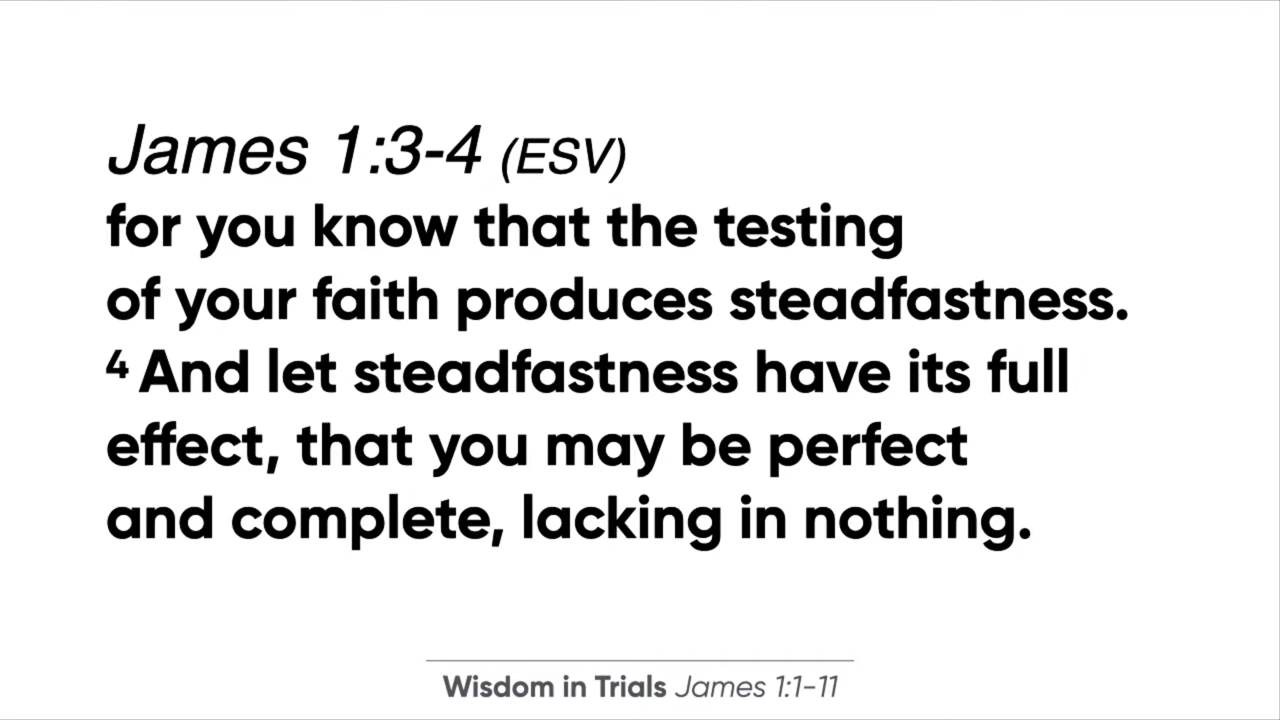 James 1:3-4 (ESV)
for you know that the testing
of your faith produces steadfastness.
4 And let steadfastness have its full
effect, that you may be perfect
and complete, lacking in nothing.
Wisdom in Trials James 1:1-11